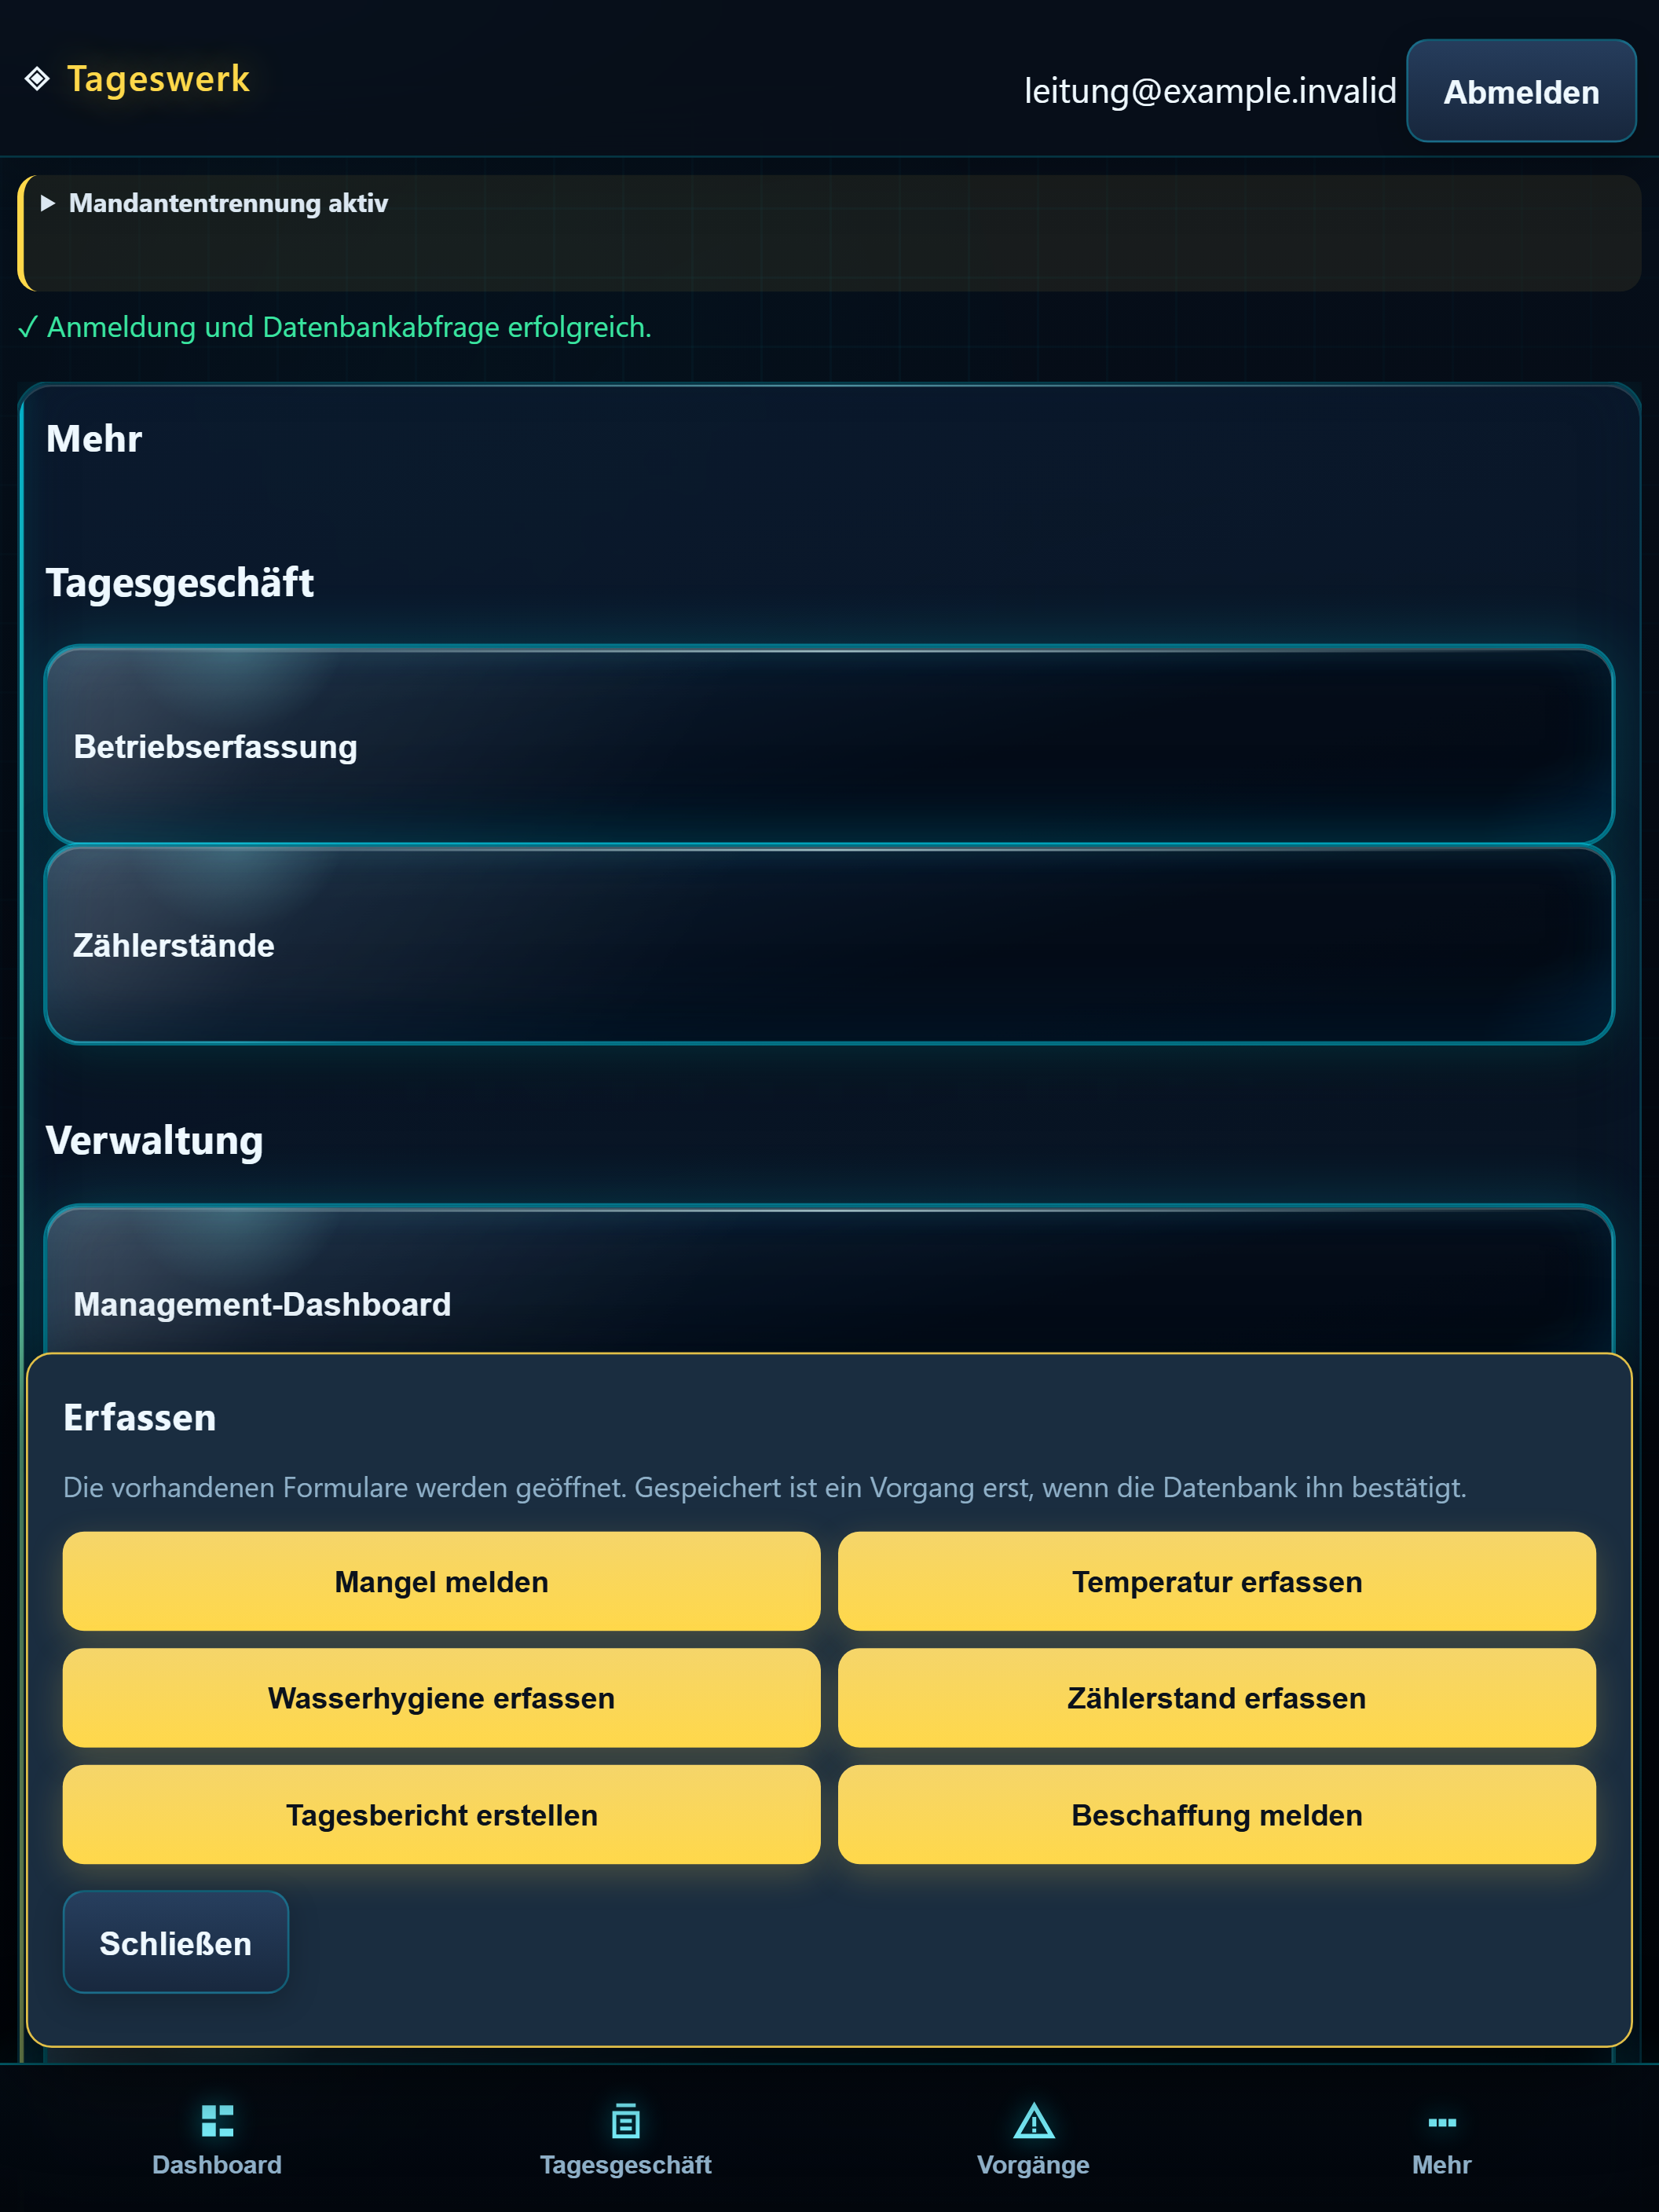 Tageswerk
leitung@example.invalid
Abmelden
Mandantentrennung aktiv
✓ Anmeldung und Datenbankabfrage erfolgreich.
Mehr
Tagesgeschäft
Betriebserfassung
Zählerstände
Verwaltung
Management-Dashboard
Erfassen
Die vorhandenen Formulare werden geöffnet. Gespeichert ist ein Vorgang erst, wenn die Datenbank ihn bestätigt.
Mangel melden
Temperatur erfassen
Wasserhygiene erfassen
Zählerstand erfassen
Tagesbericht erstellen
Beschaffung melden
Schließen
Dashboard
Tagesgeschäft
Vorgänge
Mehr